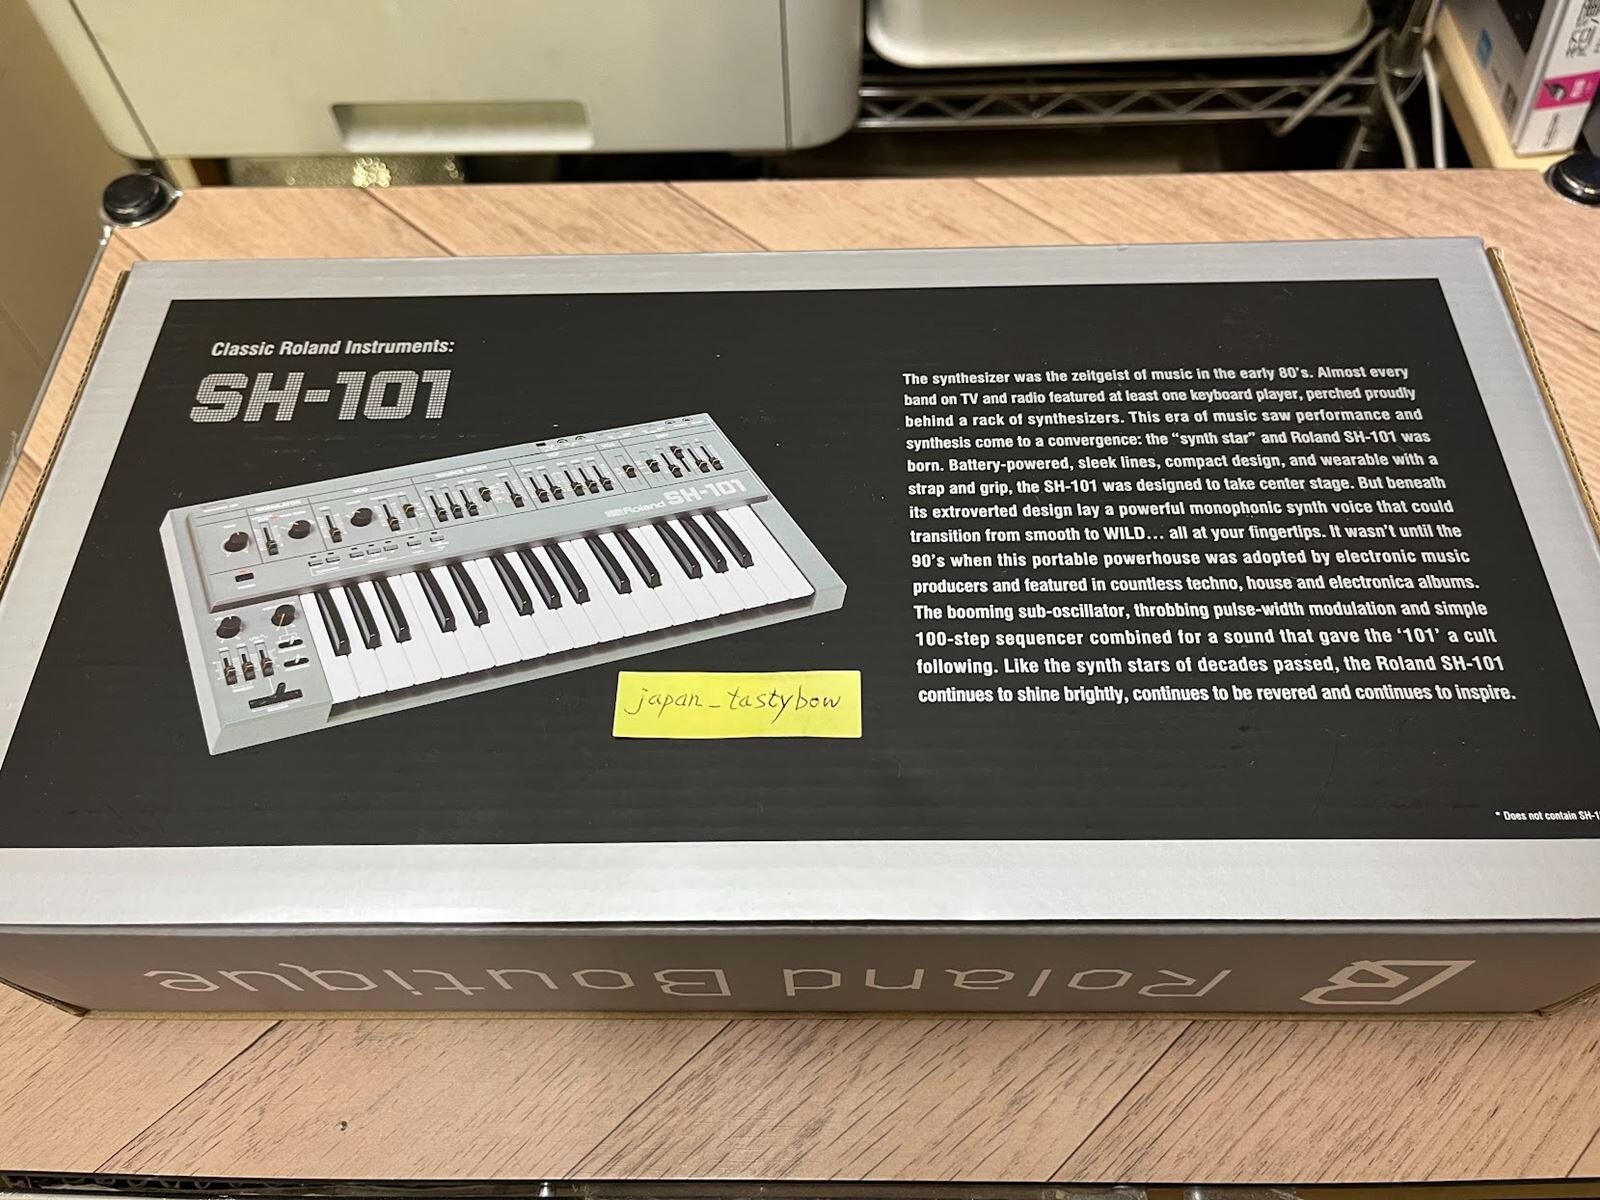 Classic Roland Instruments:
SH-101
The synthesizer was the zeitgeist of music in the early 80's. Almost every
band on TV and radio featured at least one keyboard player, perched proudly
behind a rack of synthesizers. This era of music saw performance and
synthesis come to a convergence: the "synth star" and Roland SH-101 was
born. Battery-powered, sleek lines, compact design, and wearable with a
strap and grip, the SH-101 was designed to take center stage. But beneath
its extroverted design lay a powerful monophonic synth voice that could
transition from smooth to WILD... all at your fingertips. It wasn't until the
90's when this portable powerhouse was adopted by electronic music
producers and featured in countless techno, house and electronica albums.
The booming sub-oscillator, throbbing pulse-width modulation and simple
100-step sequencer combined for a sound that gave the '101' a cult
following. Like the synth stars of decades passed, the Roland SH-101
continues to shine brightly, continues to be revered and continues to inspire.
Roland SH-101
japan_tastybow
* Does not contain SH-1
Roland Boutique